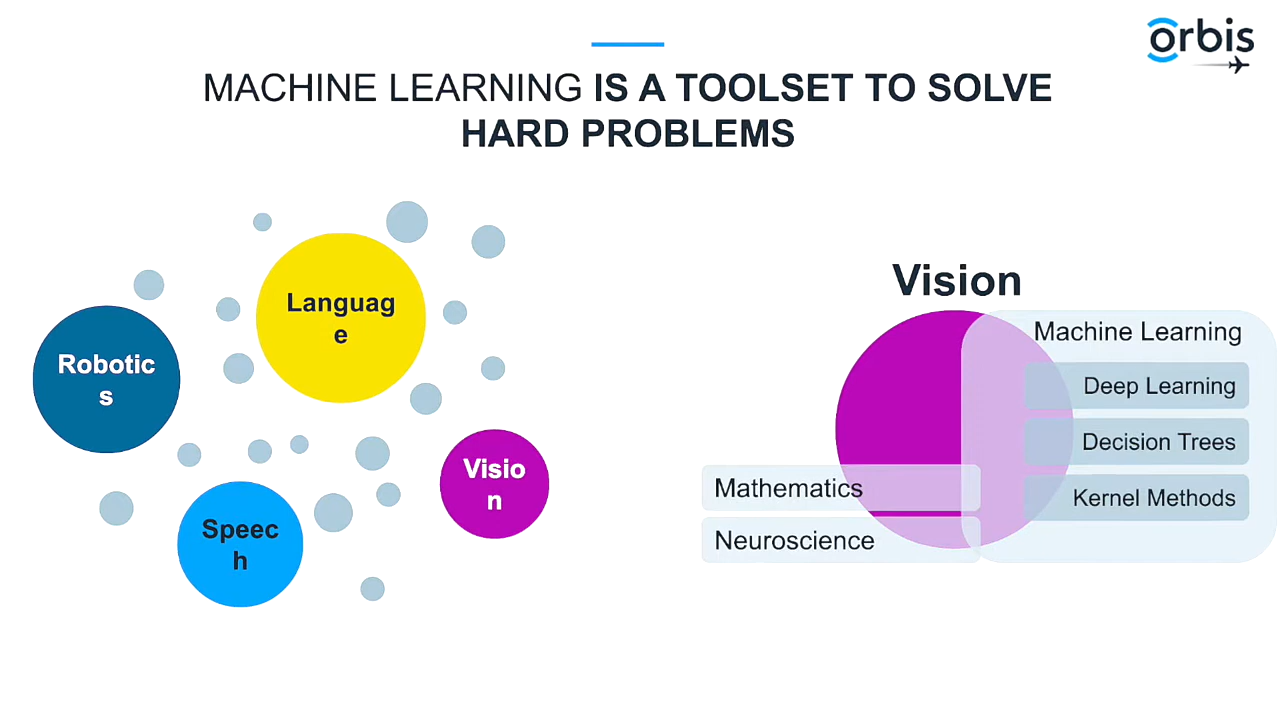 orbis
MACHINE LEARNING IS A TOOLSET TO SOLVE
HARD PROBLEMS
Languag
e
Robotic
s
Visio
n
Speec
h
Vision
Machine Learning
Deep Learning
Decision Trees
Kernel Methods
Mathematics
Neuroscience